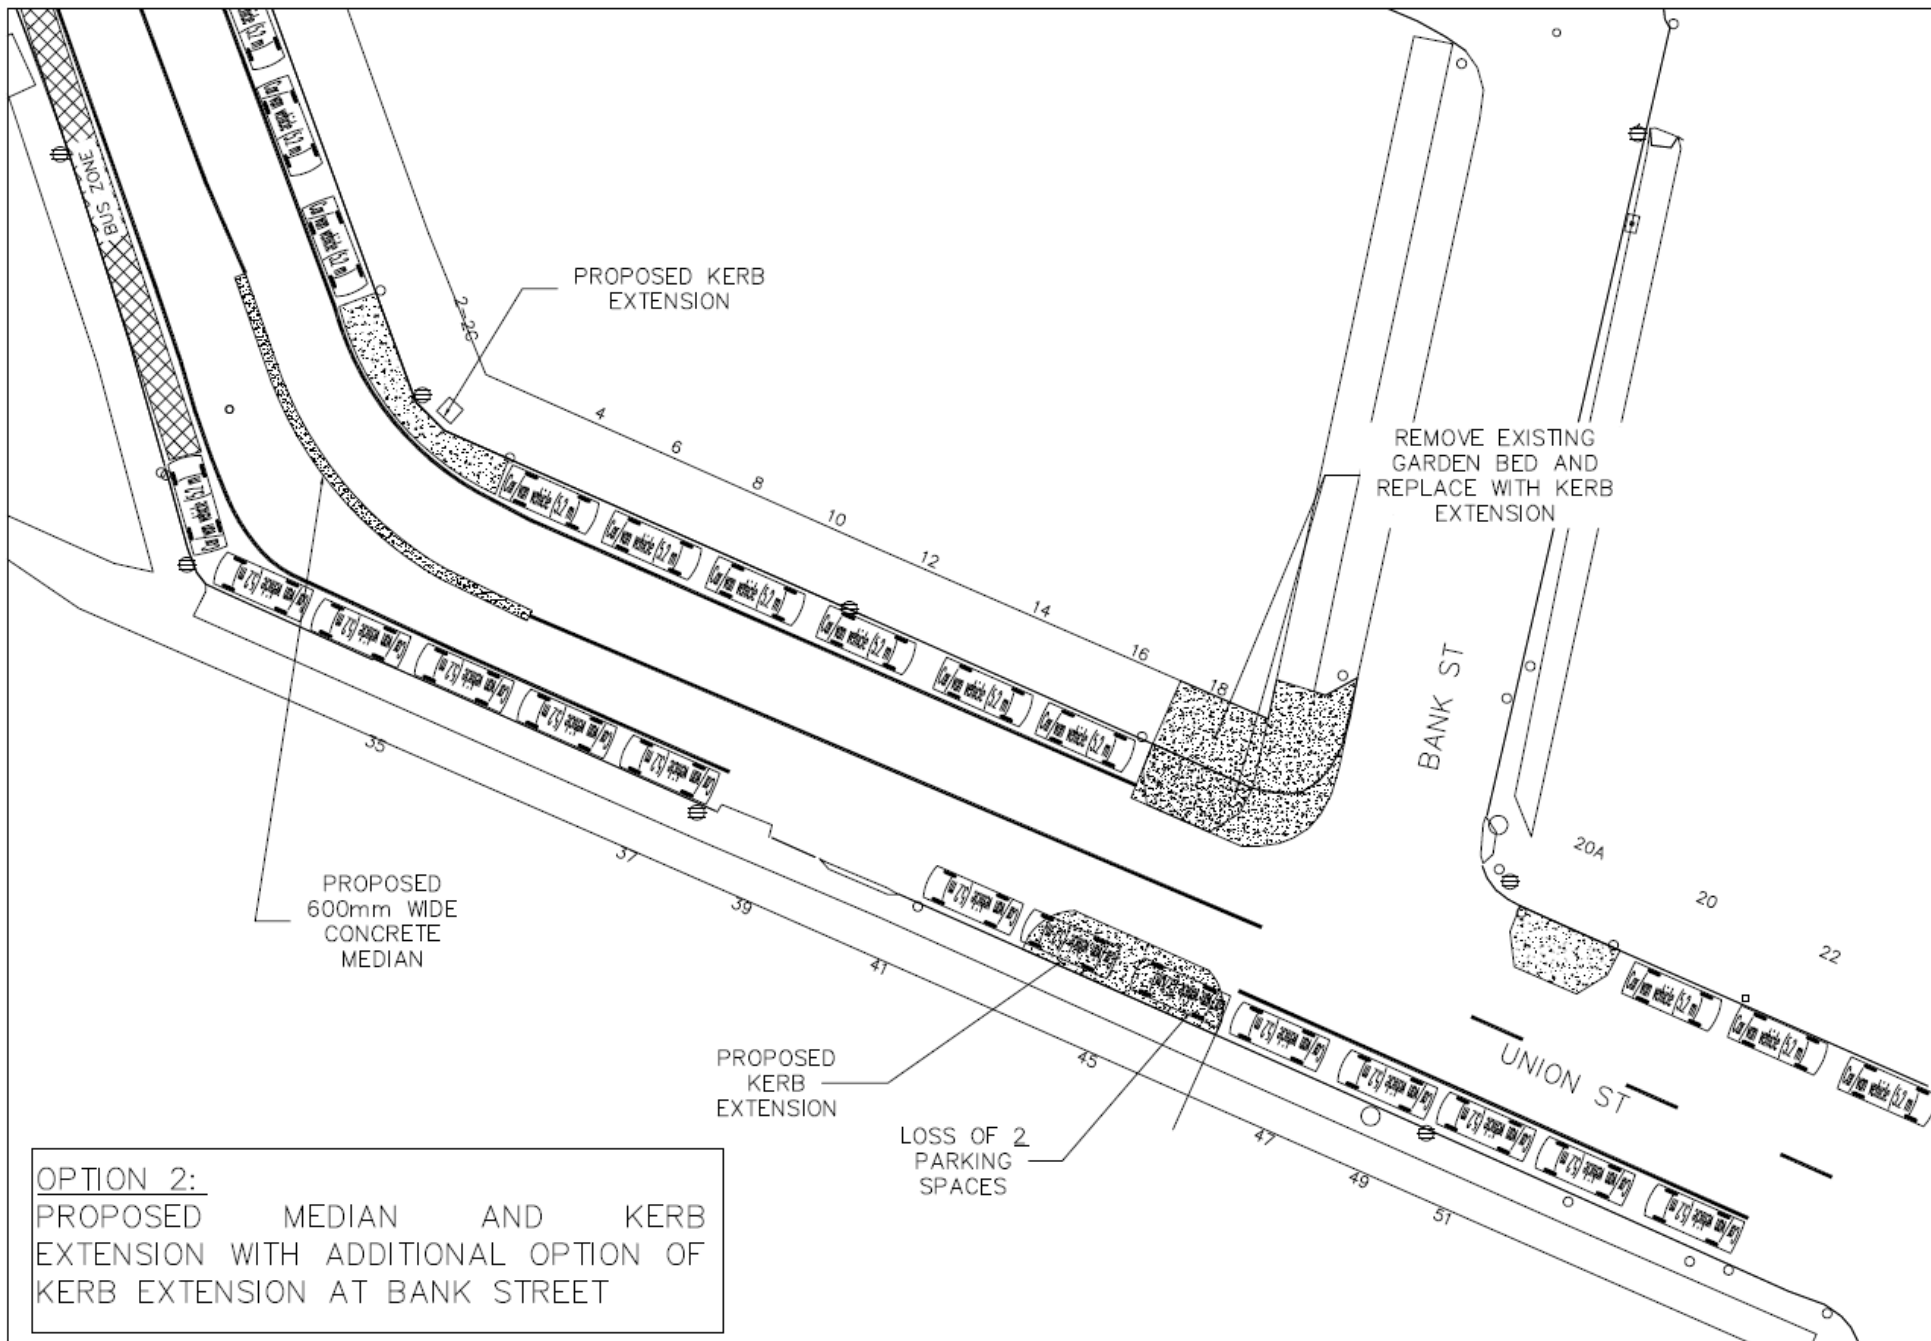 BUS ZONE
PROPOSED KERB
EXTENSION
2-2C
4
6
8
10
12
14
16
18
REMOVE EXISTING
GARDEN BED AND
REPLACE WITH KERB
EXTENSION
BANK ST
20A
20
22
UNION ST
35
37
39
41
45
47
49
51
PROPOSED
600mm WIDE
CONCRETE
MEDIAN
PROPOSED
KERB
EXTENSION
LOSS OF 2
PARKING
SPACES
OPTION 2:
PROPOSED MEDIAN AND KERB
EXTENSION WITH ADDITIONAL OPTION OF
KERB EXTENSION AT BANK STREET